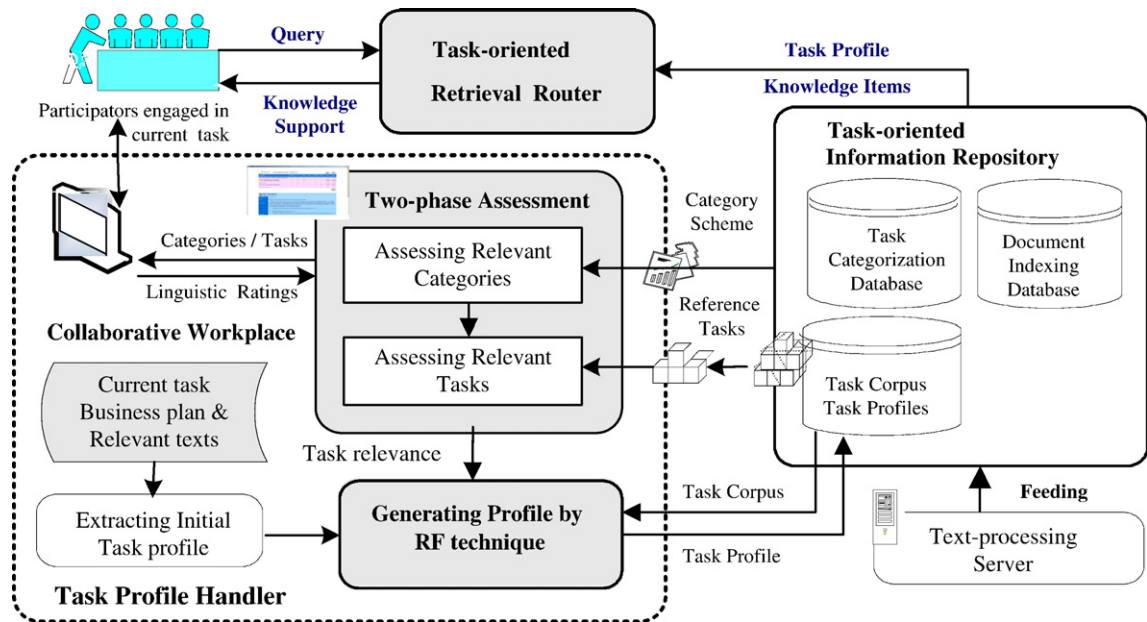 Query
Knowledge
Support
Participators engaged in
current task
Task-oriented
Retrieval Router
Task Profile
Knowledge Items
Task-oriented
Information Repository
Task
Categorization
Database
Document
Indexing
Database
Task Corpus
Task Profiles
Category
Scheme
Reference
Tasks
Two-phase Assessment
Assessing Relevant
Categories
Assessing Relevant
Tasks
Categories / Tasks
Linguistic Ratings
Collaborative Workplace
Current task
Business plan &
Relevant texts
Extracting Initial
Task profile
Task relevance
Generating Profile by
RF technique
Task Corpus
Task Profile
Feeding
Text-processing
Server
Task Profile Handler